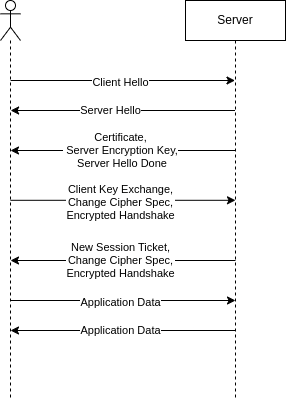 Server
Client Hello
Server Hello
Certificate,
Server Encryption Key,
Server Hello Done
Client Key Exchange,
Change Cipher Spec,
Encrypted Handshake
New Session Ticket,
Change Cipher Spec,
Encrypted Handshake
Application Data
Application Data